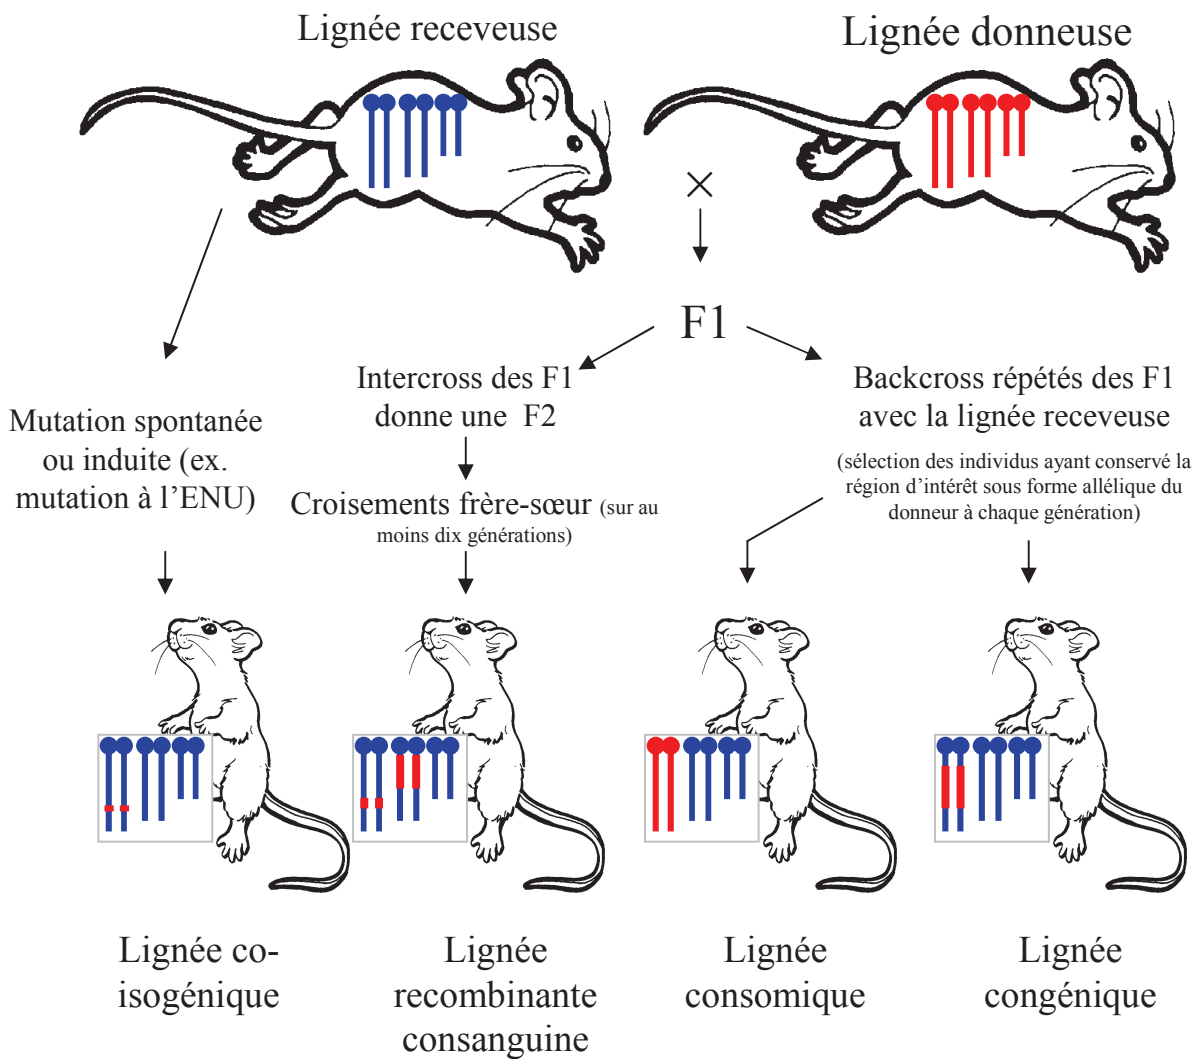 Lignée receveuse
Lignée donneuse
×
F1
Mutation spontanée
ou induite (ex.
mutation à l’ENU)
Intercross des F1
donne une F2
Croisements frère-sœur (sur au
moins dix générations)
Backcross répétés des F1
avec la lignée receveuse
(sélection des individus ayant conservé la
région d’intérêt sous forme allélique du
donneur à chaque génération)
Lignée co-
isogénique
Lignée
recombinante
consanguine
Lignée
consomique
Lignée
congénique